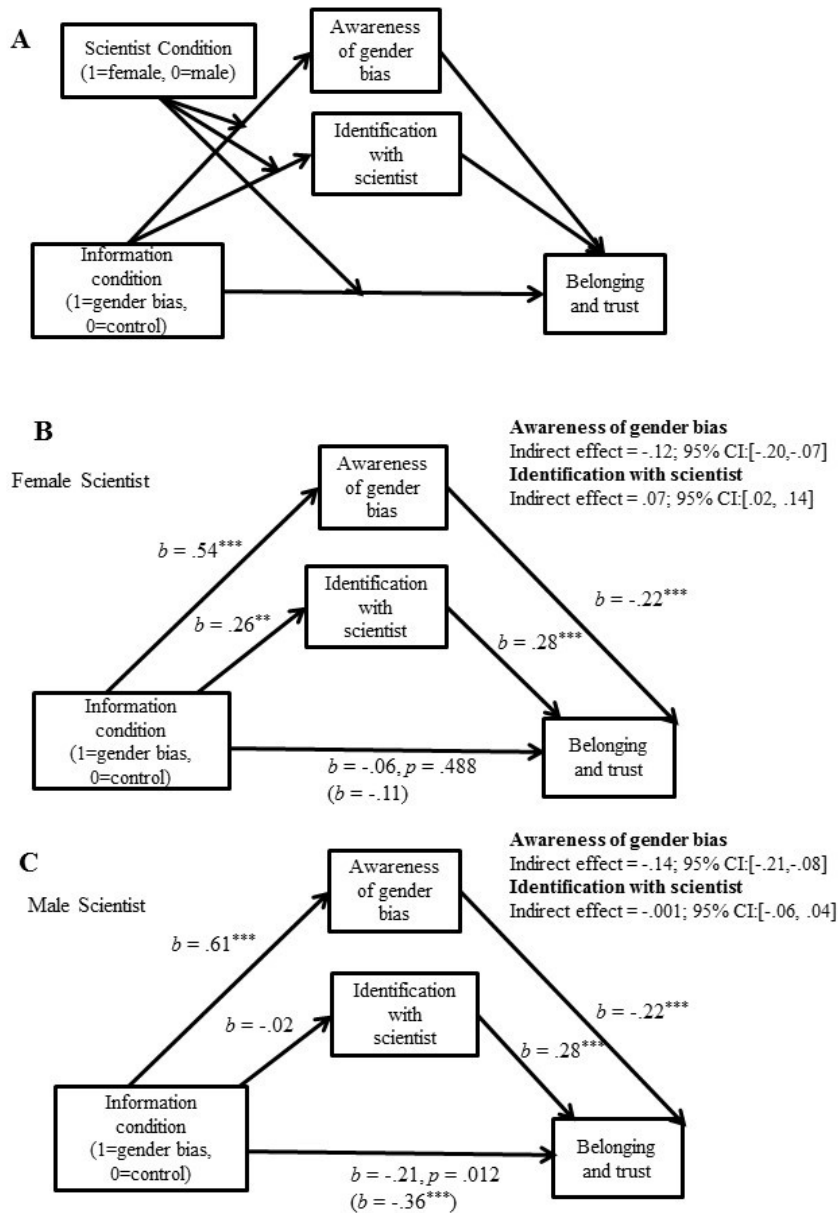 A
Scientist Condition
(1=female, 0=male)
Awareness
of gender
bias
Identification
with
scientist
Information
condition
(1=gender bias,
0=control)
Belonging
and trust
B
Female Scientist
Awareness of gender bias
Indirect effect = -.12; 95% CI:[-.20,-.07]
Identification with scientist
Indirect effect = .07; 95% CI:[.02, .14]
Awareness
of gender
bias
b = .54***
Identification
with
scientist
b = .26**
b = -.22***
b = .28***
Information
condition
(1=gender bias,
0=control)
Belonging
and trust
b = -.06, p = .488
(b = -.11)
C
Male Scientist
Awareness of gender bias
Indirect effect = -.14; 95% CI:[-.21,-.08]
Identification with scientist
Indirect effect = -.001; 95% CI:[-.06, .04]
Awareness
of gender
bias
b = .61***
Identification
with
scientist
b = -.02
b = -.22***
b = .28***
Information
condition
(1=gender bias,
0=control)
Belonging
and trust
b = -.21, p = .012
(b = -.36***)